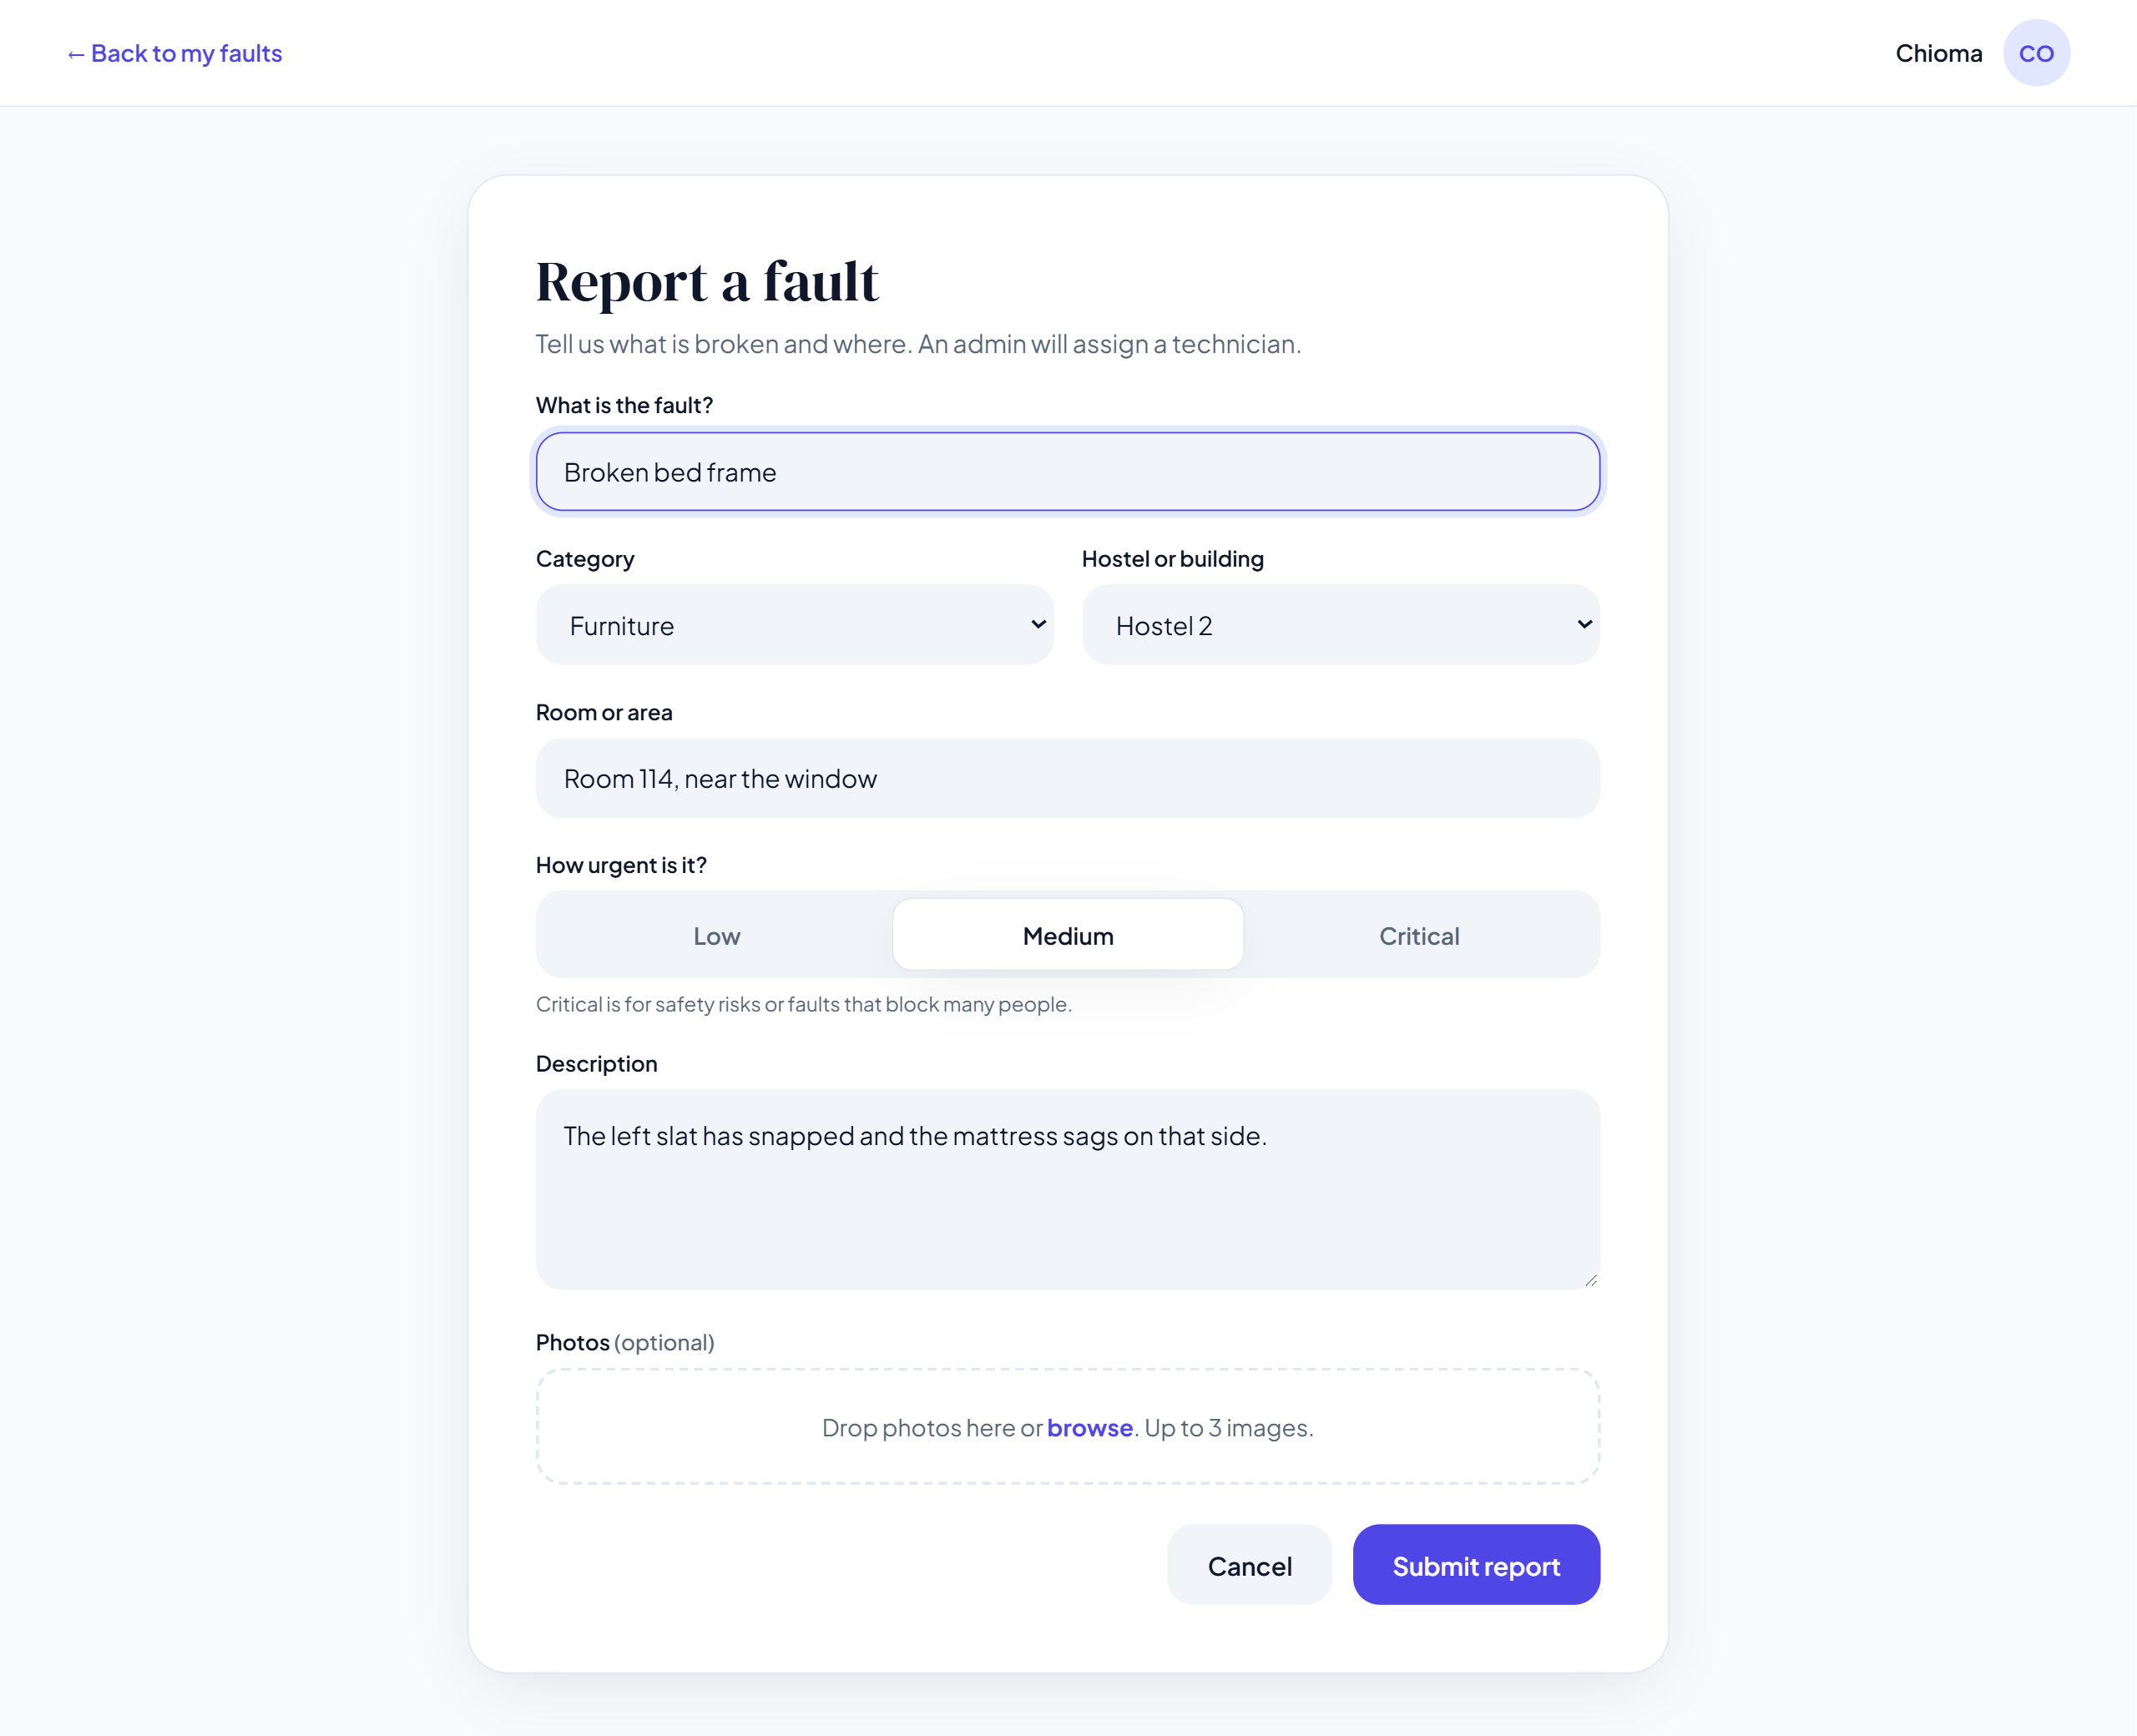 ← Back to my faults
Chioma
CO
Report a fault
Tell us what is broken and where. An admin will assign a technician.
What is the fault?
Broken bed frame
Category
Hostel or building
Furniture
Hostel 2
Room or area
Room 114, near the window
How urgent is it?
Low
Medium
Critical
Critical is for safety risks or faults that block many people.
Description
The left slat has snapped and the mattress sags on that side.
Photos (optional)
Drop photos here or browse. Up to 3 images.
Cancel
Submit report